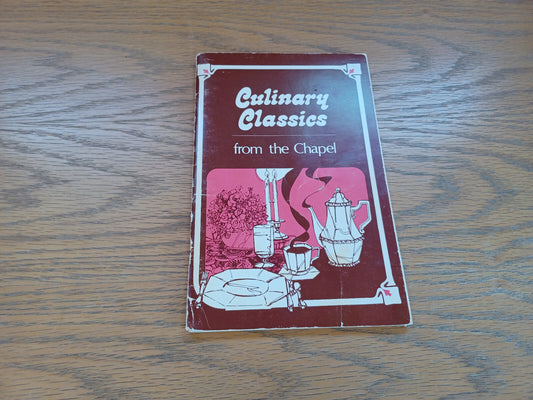 Culinary
Classics
from the Chapel